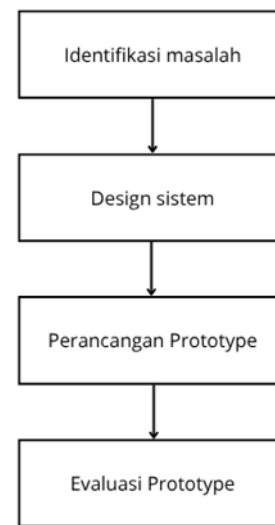 Identifikasi masalah
Design sistem
Perancangan Prototype
Evaluasi Prototype